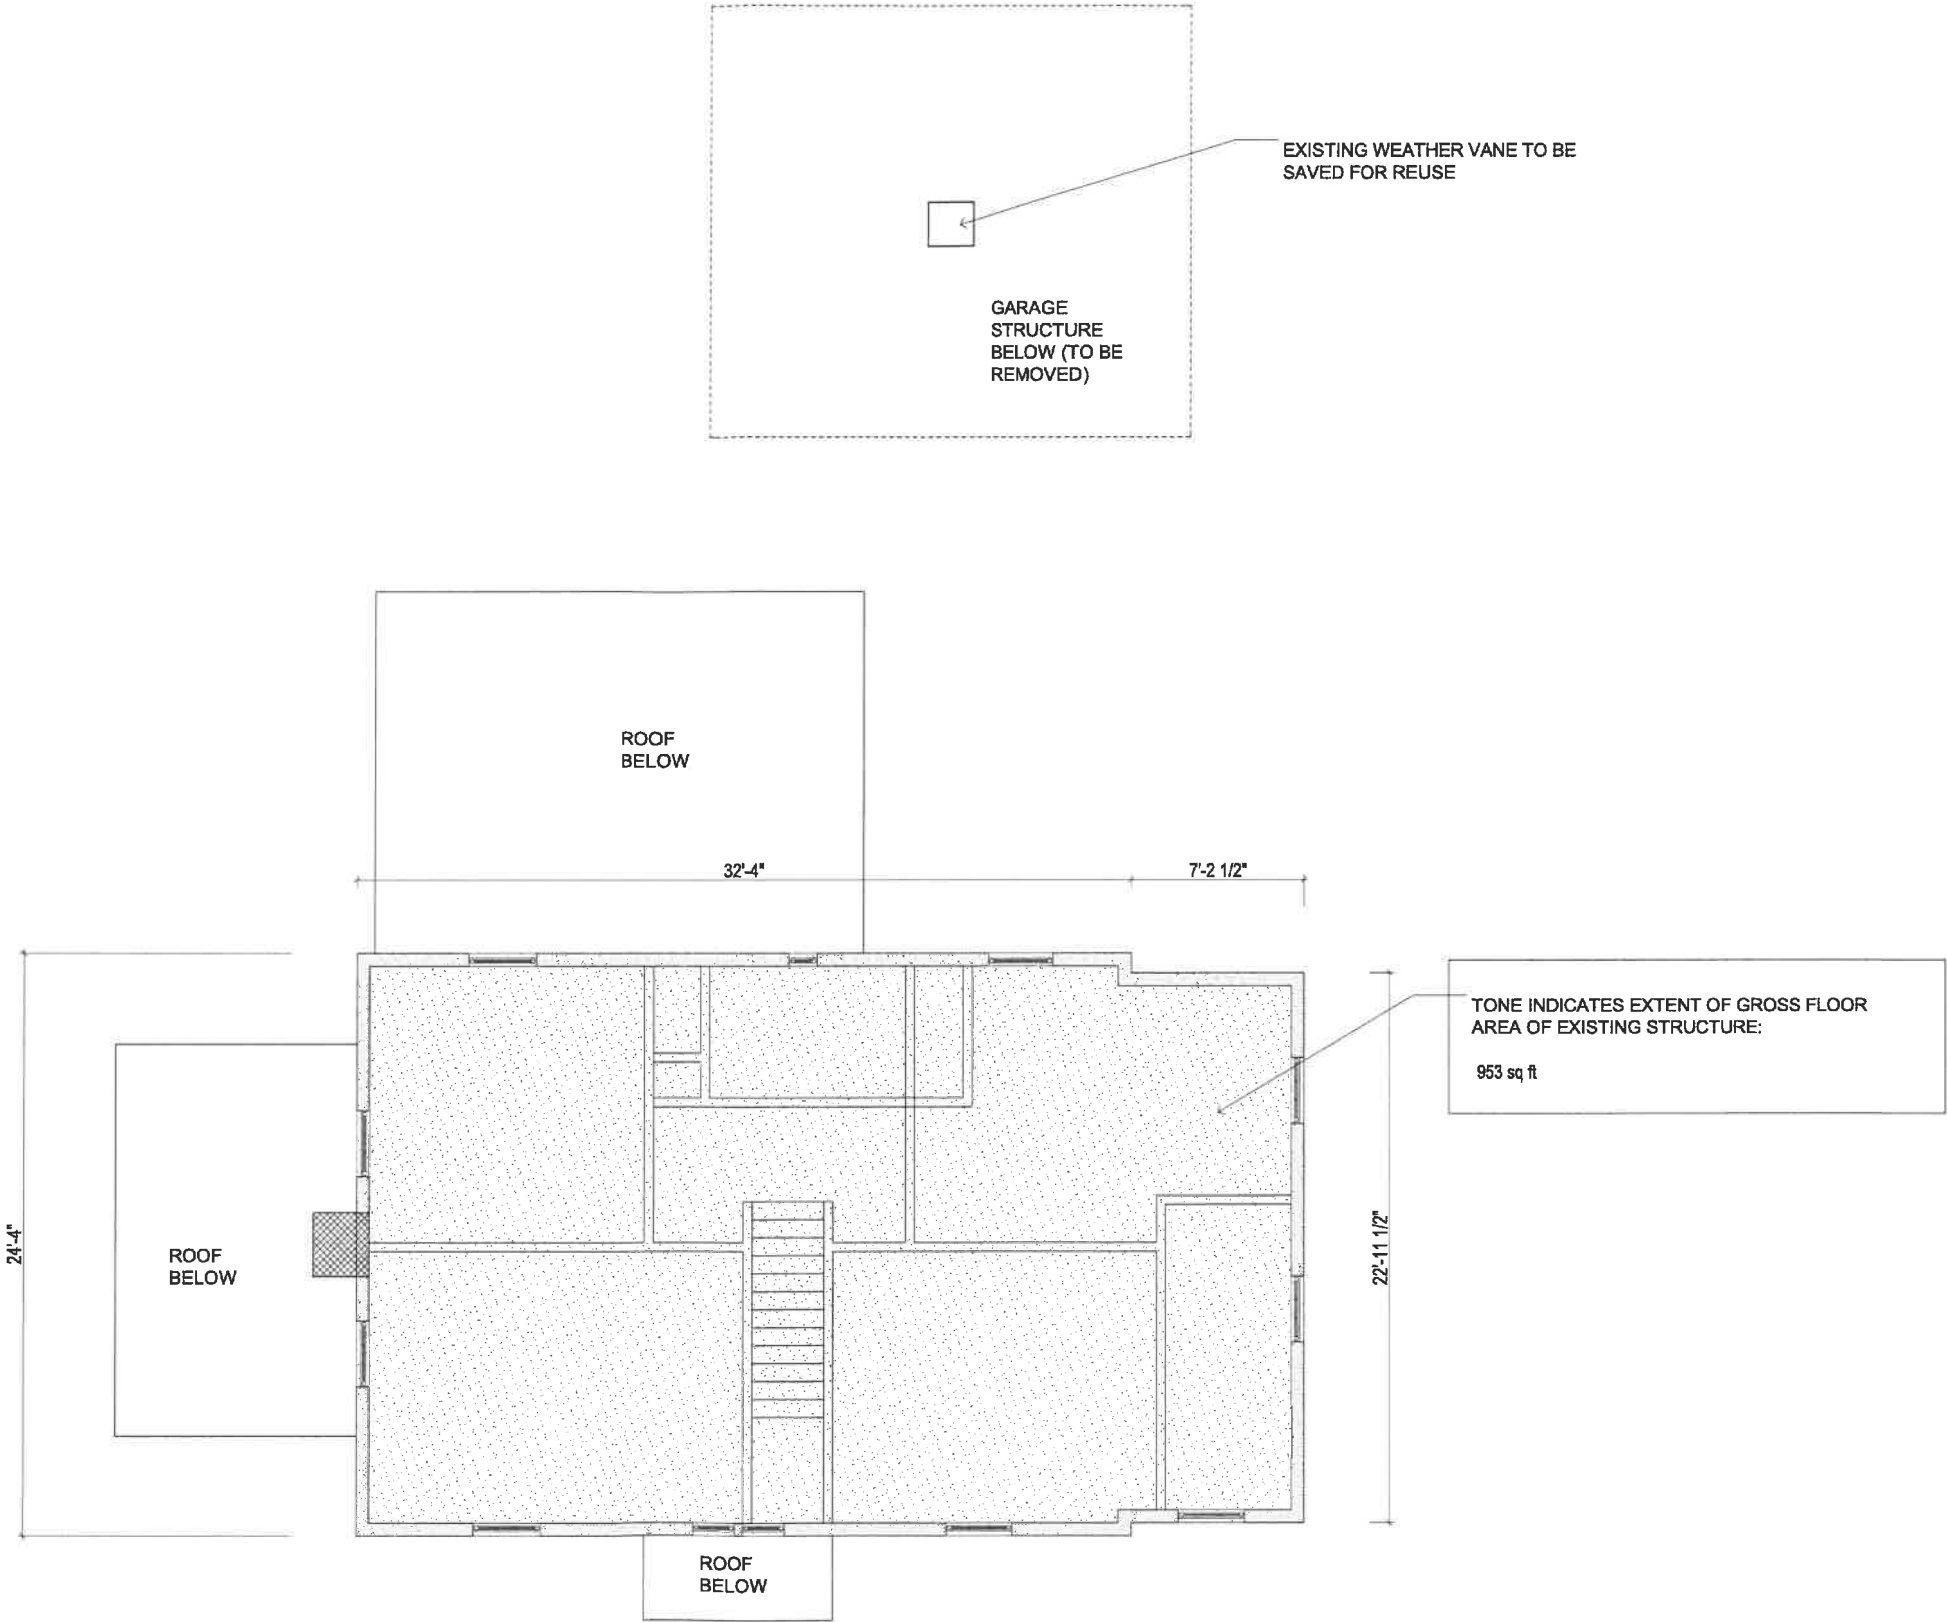 EXISTING WEATHER VANE TO BE
SAVED FOR REUSE
GARAGE
STRUCTURE
BELOW (TO BE
REMOVED)
ROOF
BELOW
32'-4"
7'-2 1/2"
TONE INDICATES EXTENT OF GROSS FLOOR
AREA OF EXISTING STRUCTURE:
953 sq ft
24'-4"
ROOF
BELOW
22'-11 1/2"
ROOF
BELOW